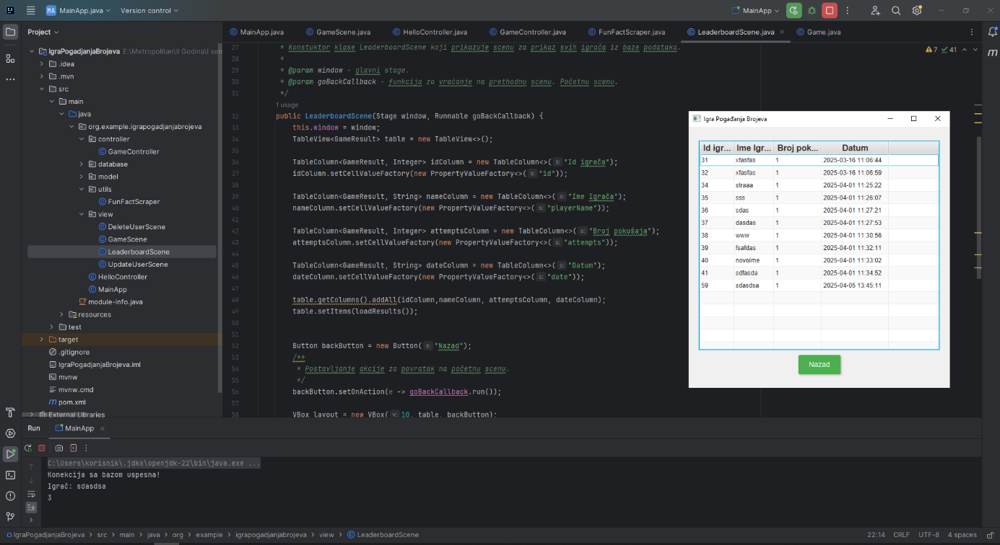 MA MainApp.java Version control MainApp
Project
MainApp.java GameScene.java HelloController.java GameController.java FunFactScraper.java LeaderboardScene.java Game.java
IgraPogadjanjaBrojeva E:\Metropolitan\II Godina\I sem
.idea
.mvn
src
main
java
org.example.igrapogadjanjabrojeva
controller
GameController
database
model
utils
FunFactScraper
view
DeleteUserScene
GameScene
LeaderboardScene
UpdateUserScene
HelloController
MainApp
module-info.java
resources
test
target
.gitignore
IgraPogadjanjaBrojeva.iml
mvnw
mvnw.cmd
pom.xml
External Libraries
7 41
27 * Konstuktor klase LeaderboardScene koji prikazuje scenu za prikaz svih igrača iz baze podataka.
28 *
29 * @param window - glavni stage.
30 * @param goBackCallback - funkcija za vraćanje na prethodnu scenu. Početnu scenu.
31 */
1 usage
32 public LeaderboardScene(Stage window, Runnable goBackCallback) {
33 this.window = window;
34 TableView<GameResult> table = new TableView<>();
35
36 TableColumn<GameResult, Integer> idColumn = new TableColumn<>( s: "Id igrača");
37 idColumn.setCellValueFactory(new PropertyValueFactory<>( s: "id"));
38
39 TableColumn<GameResult, String> nameColumn = new TableColumn<>( s: "Ime Igrača");
40 nameColumn.setCellValueFactory(new PropertyValueFactory<>( s: "playerName"));
41
42 TableColumn<GameResult, Integer> attemptsColumn = new TableColumn<>( s: "Broj pokušaja");
43 attemptsColumn.setCellValueFactory(new PropertyValueFactory<>( s: "attempts"));
44
45 TableColumn<GameResult, String> dateColumn = new TableColumn<>( s: "Datum");
46 dateColumn.setCellValueFactory(new PropertyValueFactory<>( s: "date"));
47
48 table.getColumns().addAll(idColumn,nameColumn, attemptsColumn, dateColumn);
49 table.setItems(loadResults());
50
51
52 Button backButton = new Button( s: "Nazad");
53 /**
54 * Postavljanje akcije za povratak na početnu scenu.
55 */
56 backButton.setOnAction(e -> goBackCallback.run());
57
58 VBox layout = new VBox( v: 10, table, backButton);
Igra Pogađanja Brojeva
Id igr... Ime Igr... Broj pok... Datum
31 xfasfas 1 2025-03-16 11:06:44
32 xfasfas 1 2025-03-16 11:06:59
34 straaa 1 2025-04-01 11:25:22
35 sss 1 2025-04-01 11:26:07
36 sdas 1 2025-04-01 11:27:21
37 dasdas 1 2025-04-01 11:27:53
38 www 1 2025-04-01 11:30:56
39 fsafdas 1 2025-04-01 11:32:11
40 novoIme 1 2025-04-01 11:33:02
41 sdfasda 1 2025-04-01 11:34:52
59 sdasdsa 1 2025-04-05 13:45:11
Nazad
Run MainApp
C:\Users\korisnik\.jdks\openjdk-22\bin\java.exe ...
Konekcija sa bazom uspesna!
Igrač: sdasdsa
3
IgraPogadjanjaBrojeva > src > main > java > org > example > igrapogadjanjabrojeva > view > LeaderboardScene
22:14 CRLF UTF-8 4 spaces